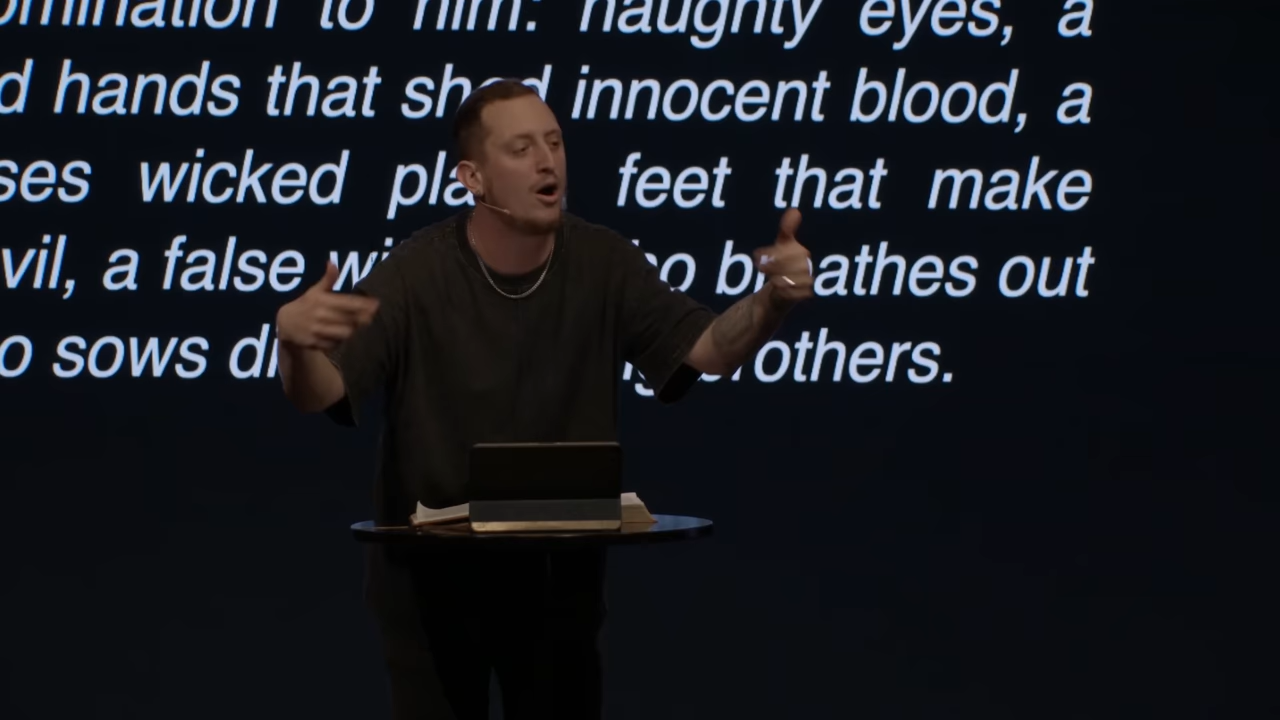 omination to him: haughty eyes, a
d hands that shed innocent blood, a
ses wicked pla feet that make
vil, a false wi o breathes out
o sows di g brothers.